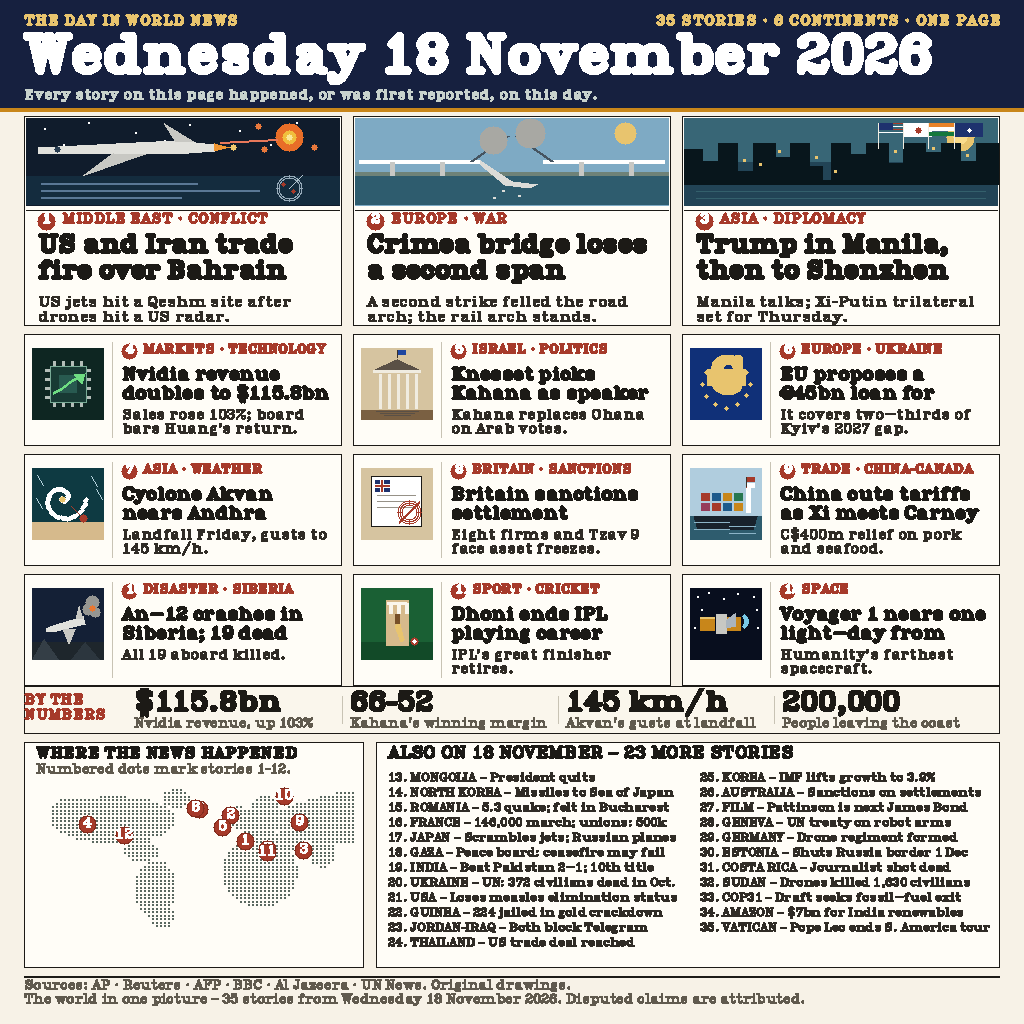 THE DAY IN WORLD NEWS
35 STORIES · 6 CONTINENTS · ONE PAGE
Wednesday 18 November 2026
Every story on this page happened, or was first reported, on this day.
1 MIDDLE EAST · CONFLICT
US and Iran trade
fire over Bahrain
US jets hit a Qeshm site after
drones hit a US radar.
2 EUROPE · WAR
Crimea bridge loses
a second span
A second strike felled the road
arch; the rail arch stands.
3 ASIA · DIPLOMACY
Trump in Manila,
then to Shenzhen
Manila talks; Xi-Putin trilateral
set for Thursday.
4 MARKETS · TECHNOLOGY
Nvidia revenue
doubles to $115.8bn
Sales rose 103%; board
bars Huang's return.
ISRAEL · POLITICS
Knesset picks
Kahana as speaker
Kahana replaces Ohana
on Arab votes.
EUROPE · UKRAINE
EU proposes a
€45bn loan for
It covers two-thirds of
Kyiv's 2027 gap.
7 ASIA · WEATHER
Cyclone Akvan
nears Andhra
Landfall Friday, gusts to
145 km/h.
8 BRITAIN · SANCTIONS
Britain sanctions
settlement
Eight firms and Tzav 9
face asset freezes.
9 TRADE · CHINA-CANADA
China cuts tariffs
as Xi meets Carney
C$400m relief on pork
and seafood.
1 DISASTER · SIBERIA
An-12 crashes in
Siberia; 19 dead
All 19 aboard killed.
1 SPORT · CRICKET
Dhoni ends IPL
playing career
IPL's great finisher
retires.
1 SPACE
Voyager 1 nears one
light-day from
Humanity's farthest
spacecraft.
BY THE
NUMBERS
$115.8bn
Nvidia revenue, up 103%
66-52
Kahana's winning margin
145 km/h
Akvan's gusts at landfall
200,000
People leaving the coast
WHERE THE NEWS HAPPENED
Numbered dots mark stories 1-12.
10
8
2
4
6
9
12
1
11
3
ALSO ON 18 NOVEMBER - 23 MORE STORIES
13. MONGOLIA - President quits
14. NORTH KOREA - Missiles to Sea of Japan
15. ROMANIA - 5.3 quake; felt in Bucharest
16. FRANCE - 146,000 march; unions: 500k
17. JAPAN - Scrambles jets; Russian planes
18. GAZA - Peace board: ceasefire may fail
19. INDIA - Beat Pakistan 2-1; 10th title
20. UKRAINE - UN: 372 civilians dead in Oct.
21. USA - Loses measles elimination status
22. GUINEA - 224 jailed in gold crackdown
23. JORDAN-IRAQ - Both block Telegram
24. THAILAND - US trade deal reached
25. KOREA - IMF lifts growth to 3.9%
26. AUSTRALIA - Sanctions on settlements
27. FILM - Pattinson is next James Bond
28. GENEVA - UN treaty on robot arms
29. GERMANY - Drone regiment formed
30. ESTONIA - Shuts Russia border 1 Dec
31. COSTA RICA - Journalist shot dead
32. SUDAN - Drones killed 1,630 civilians
33. COP31 - Draft seeks fossil-fuel exit
34. AMAZON - $7bn for India renewables
35. VATICAN - Pope Leo ends S. America tour
Sources: AP · Reuters · AFP · BBC · Al Jazeera · UN News. Original drawings.
The world in one picture - 35 stories from Wednesday 18 November 2026. Disputed claims are attributed.